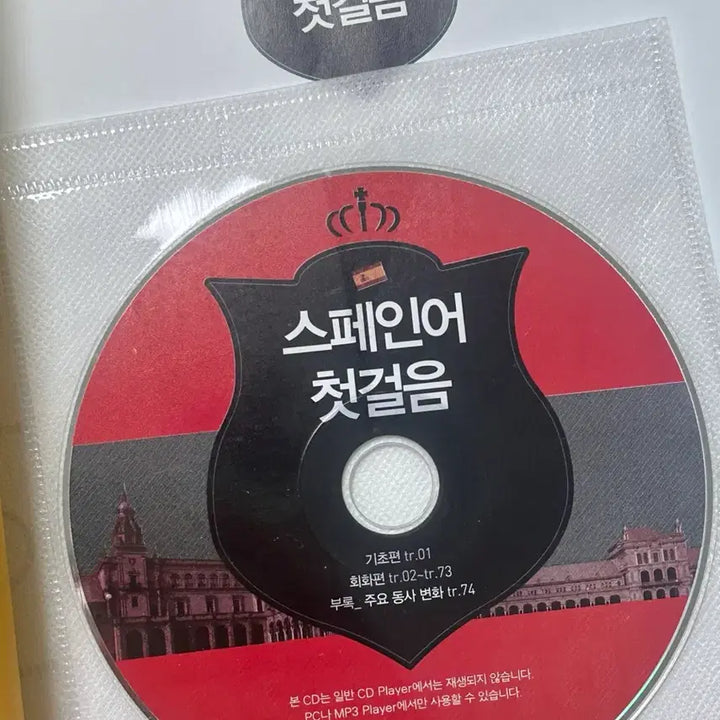 첫걸음
스페인어
첫걸음
기초편 tr.01
회화편 tr.02~tr.73
부록_ 주요 동사 변화 tr.74
본 CD는 일반 CD Player에서는 재생되지 않습니다.
PC나 MP3 Player에서만 사용할 수 있습니다.